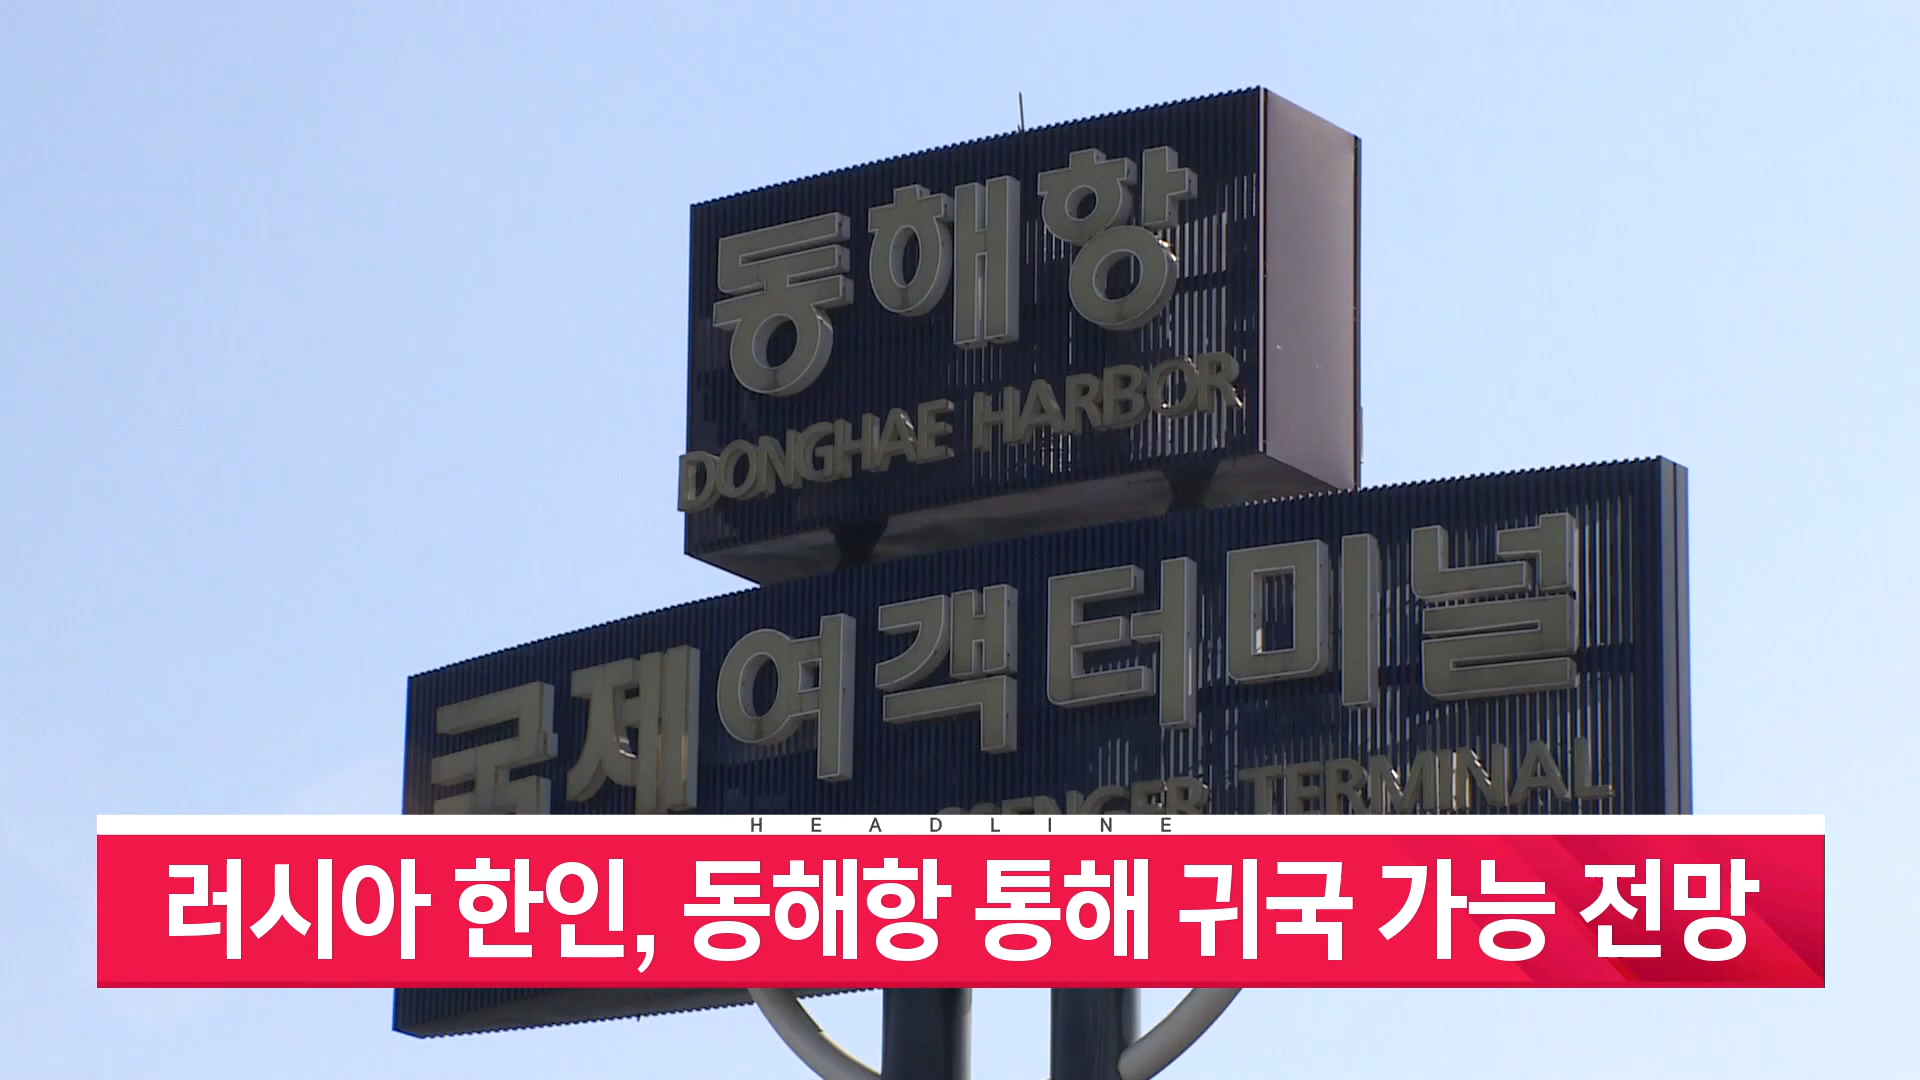 동해항
DONGHAE HARBOR
국제여객터미널
TERMINAL
HEADLINE
러시아 한인, 동해항 통해 귀국 가능 전망